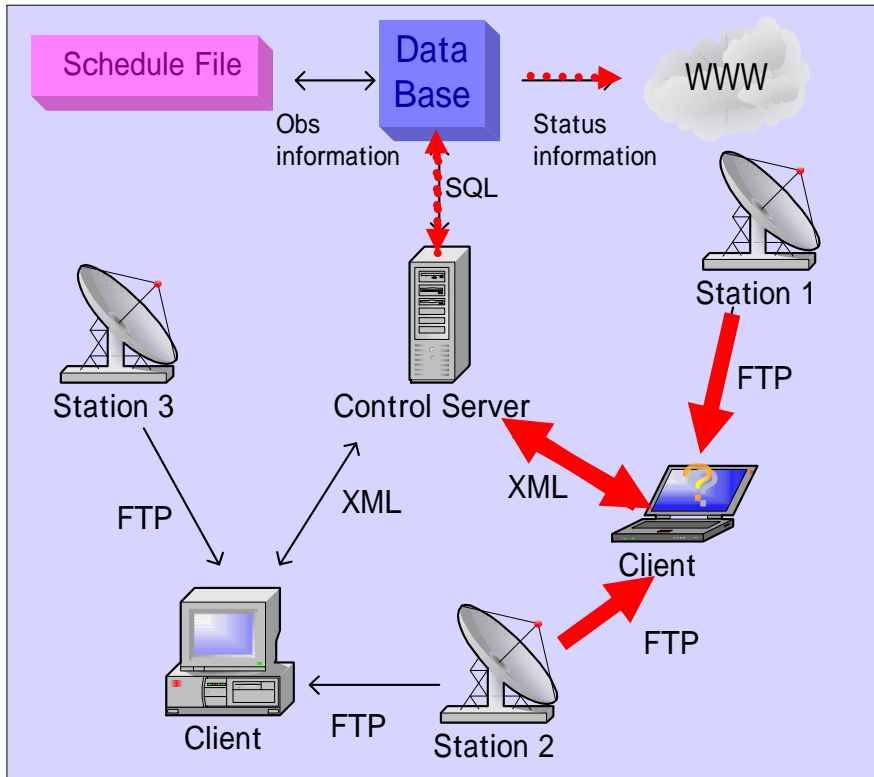 Schedule File
Data
Base
WWW
Obs
information
Status
information
SQL
Station 1
Station 3
Control Server
FTP
XML
XML
FTP
Client
FTP
FTP
Client
Station 2